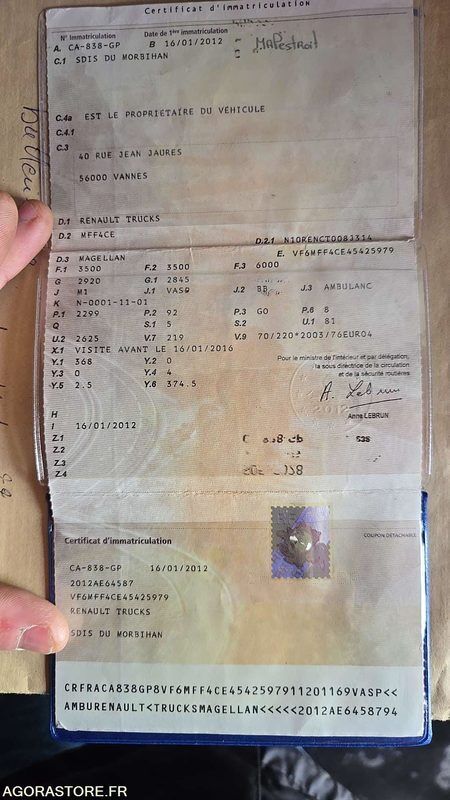 Certificat d'immatriculation
N° Immatriculation Date de 1ère immatriculation
A. CA-838-GP B 16/01/2012
MALESTROIT
C.1 SDIS DU MORBIHAN
C.4a EST LE PROPRIETAIRE DU VÉHICULE
C.4.1
C.3
40 RUE JEAN JAURES
56000 VANNES
D.1 RENAULT TRUCKS
D.2 MFF4CE D.2.1 N10RENCT0083314
E. VF6MFF4CE45425979
D.3 MAGELLAN
F.1 3500 F.2 3500 F.3 6000
G 2920 G.1 2845
J M1 J.1 VASP J.2 BB J.3 AMBULANC
K N-0001-11-01
P.1 2299 P.2 92 P.3 GO P.6 8
Q S.1 5 S.2 U.1 81
U.2 2625 V.7 219 V.9 70/220*2003/76EURO4
X.1 VISITE AVANT LE 16/01/2016
Y.1 368 Y.2 0
Y.3 0 Y.4 4
Y.5 2.5 Y.6 374.5
Pour le ministre de l'intérieur et par délégation,
la sous directrice de la circulation
et de la sécurité routières
A. Lebrun
Anne LEBRUN
H
I 16/01/2012
Z.1
Z.2
Z.3
Z.4
Certificat d'immatriculation
COUPON DÉTACHABLE
CA-838-GP 16/01/2012
2012AE64587
VF6MFF4CE45425979
RENAULT TRUCKS
SDIS DU MORBIHAN
CRFRACA838GP8VF6MFF4CE4542597911201169VASP<<
AMBURENAULT<TRUCKSMAGELLAN<<<<<2012AE6458794
AGORASTORE.FR